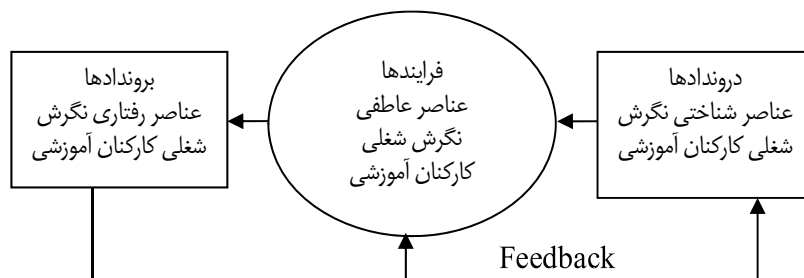 دروندادها
عناصر شناختی نگرش
شغلی کارکنان آموزشی
فرایندها
عناصر عاطفی
نگرش شغلی
کارکنان آموزشی
بروندادها
عناصر رفتاری نگرش
شغلی کارکنان آموزشی
Feedback